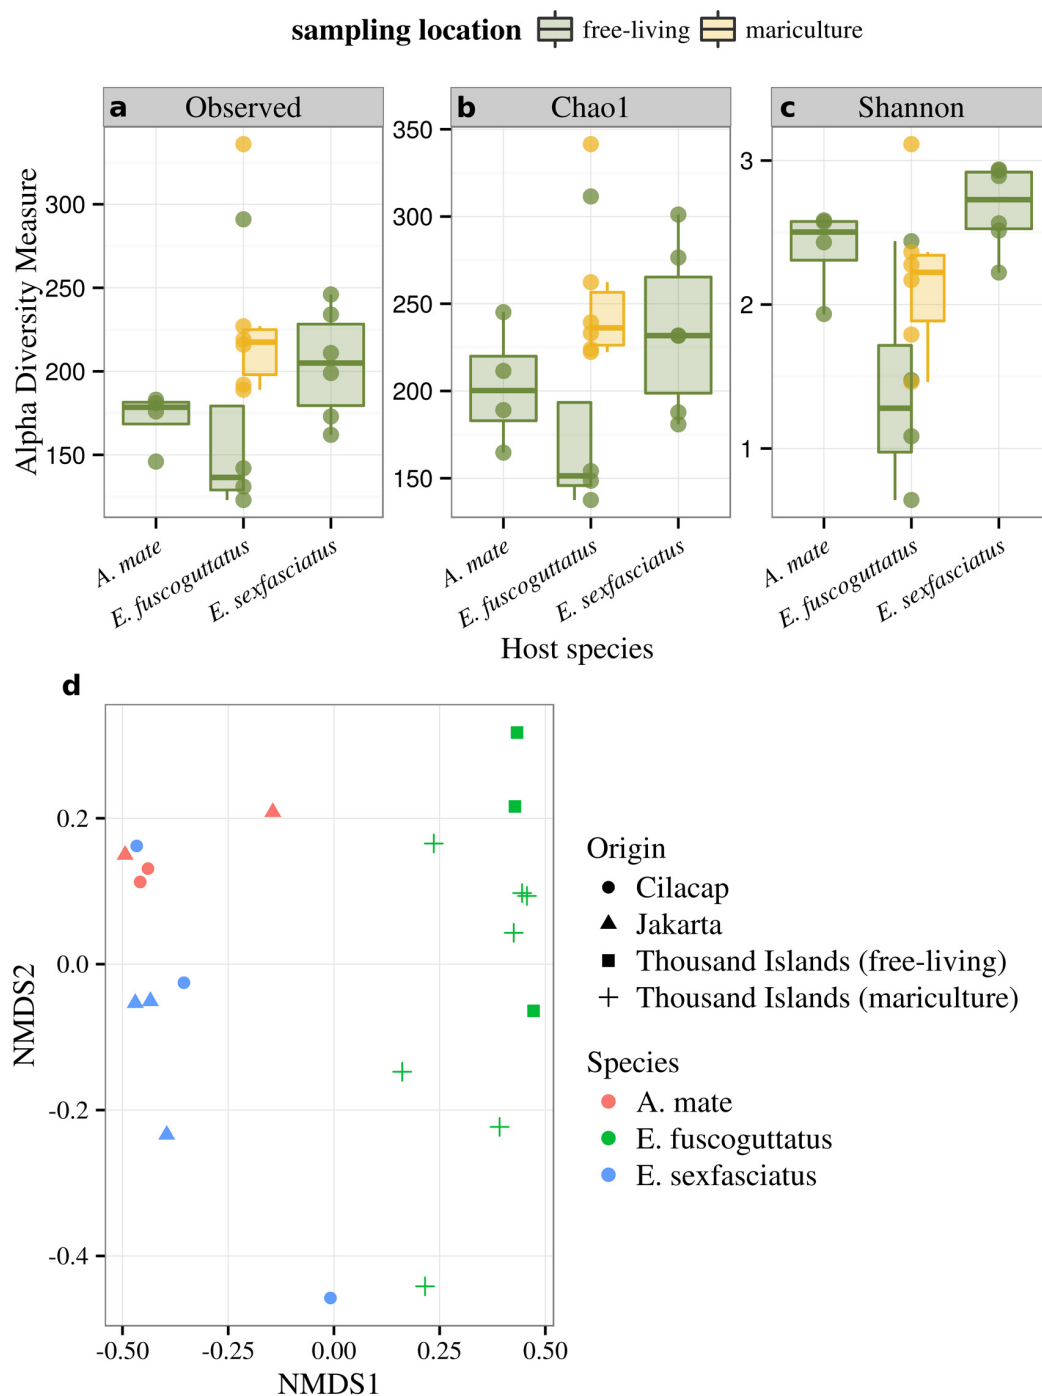 sampling location free-living mariculture
a Observed b Chao1 c Shannon
Alpha Diversity Measure
300
250
200
150
350
300
250
200
150
3
2
1
A. mate E. fuscoguttatus E. sexfasciatus
A. mate E. fuscoguttatus E. sexfasciatus
A. mate E. fuscoguttatus E. sexfasciatus
Host species
d
NMDS2
0.2
0.0
-0.2
-0.4
-0.50 -0.25 0.00 0.25 0.50
NMDS1
Origin
Cilacap
Jakarta
Thousand Islands (free-living)
Thousand Islands (mariculture)
Species
A. mate
E. fuscoguttatus
E. sexfasciatus